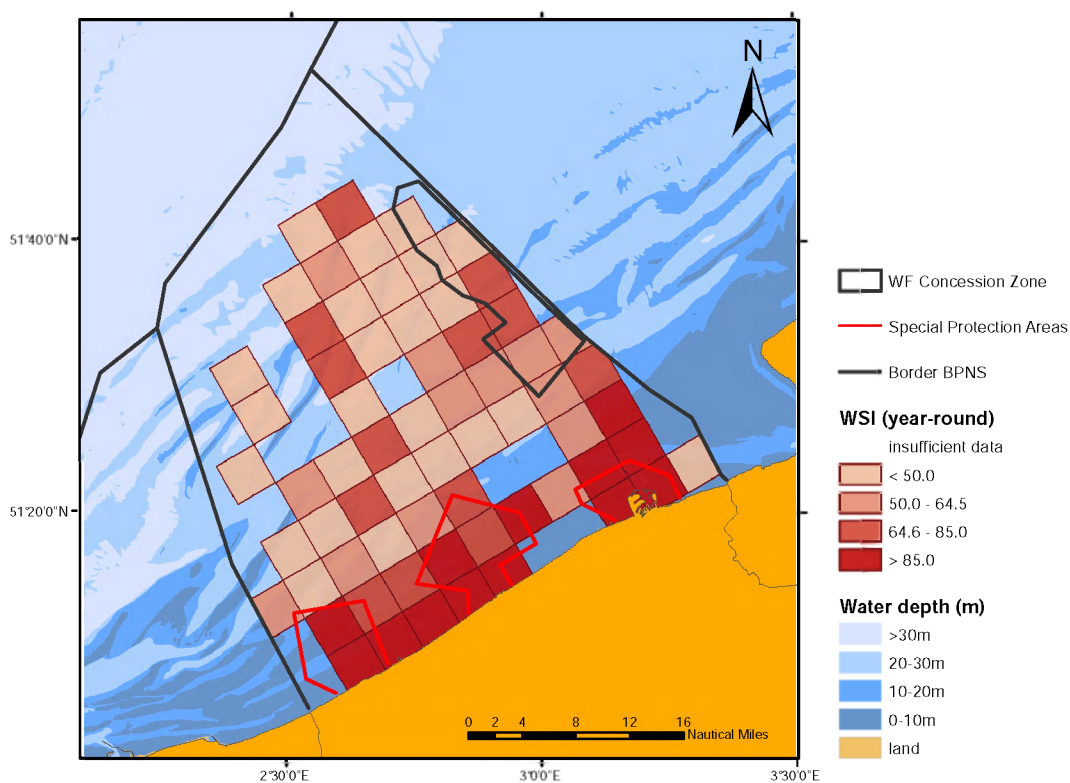 N
51°40'0"N
51°20'0"N
2°30'0"E
3°0'0"E
3°30'0"E
0 2 4 8 12 16
Nautical Miles
WF Concession Zone
Special Protection Areas
Border BPNS
WSI (year-round)
insufficient data
< 50.0
50.0 - 64.5
64.6 - 85.0
> 85.0
Water depth (m)
>30m
20-30m
10-20m
0-10m
land